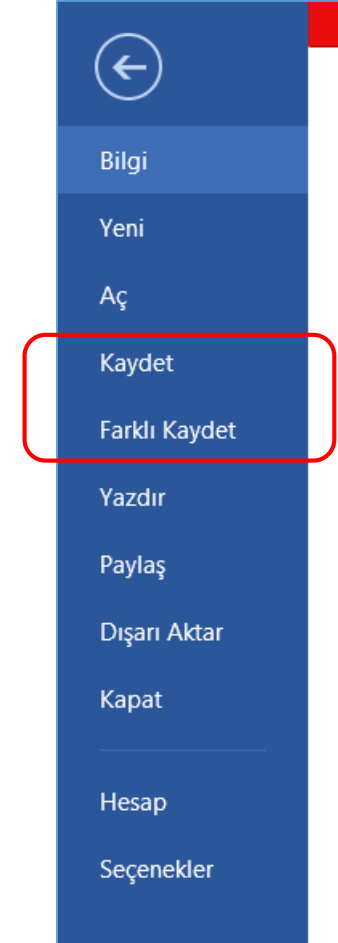 Bilgi
Yeni
Aç
Kaydet
Farklı Kaydet
Yazdır
Paylaş
Dışarı Aktar
Kapat
Hesap
Seçenekler